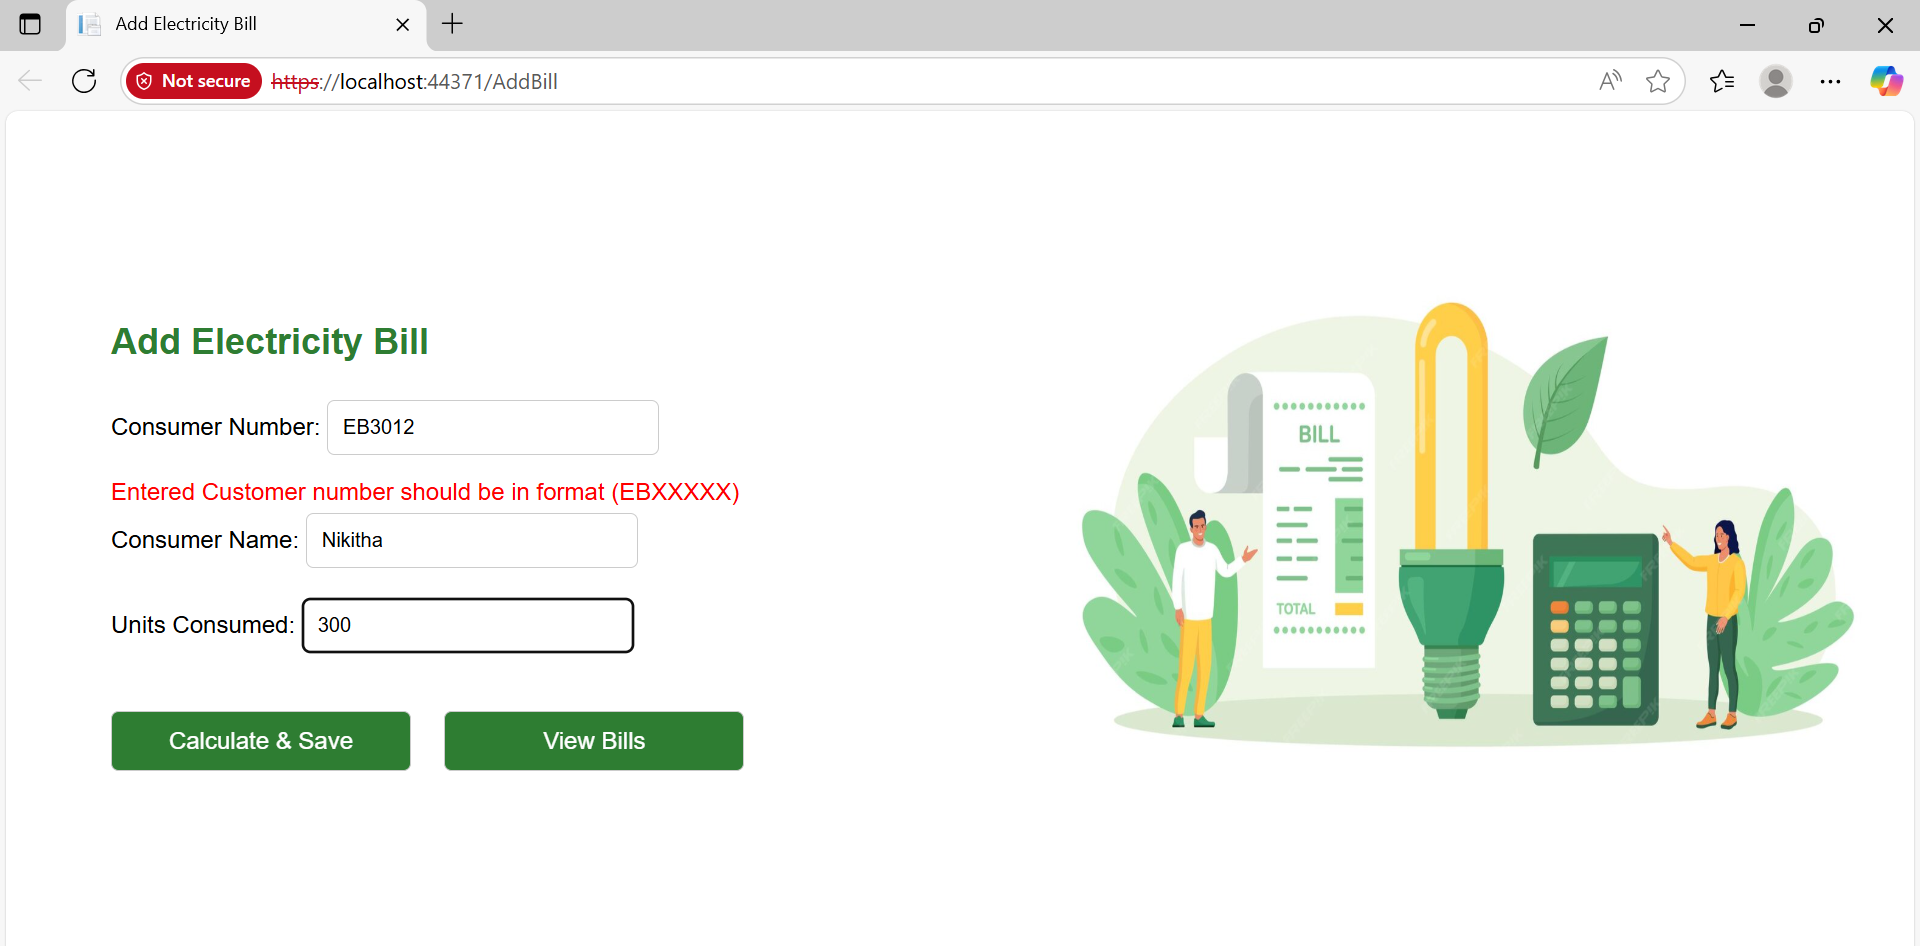 Add Electricity Bill
Not secure https://localhost:44371/AddBill
Add Electricity Bill
Consumer Number: EB3012
Entered Customer number should be in format (EBXXXXX)
Consumer Name: Nikitha
Units Consumed: 300
Calculate & Save View Bills
BILL
TOTAL